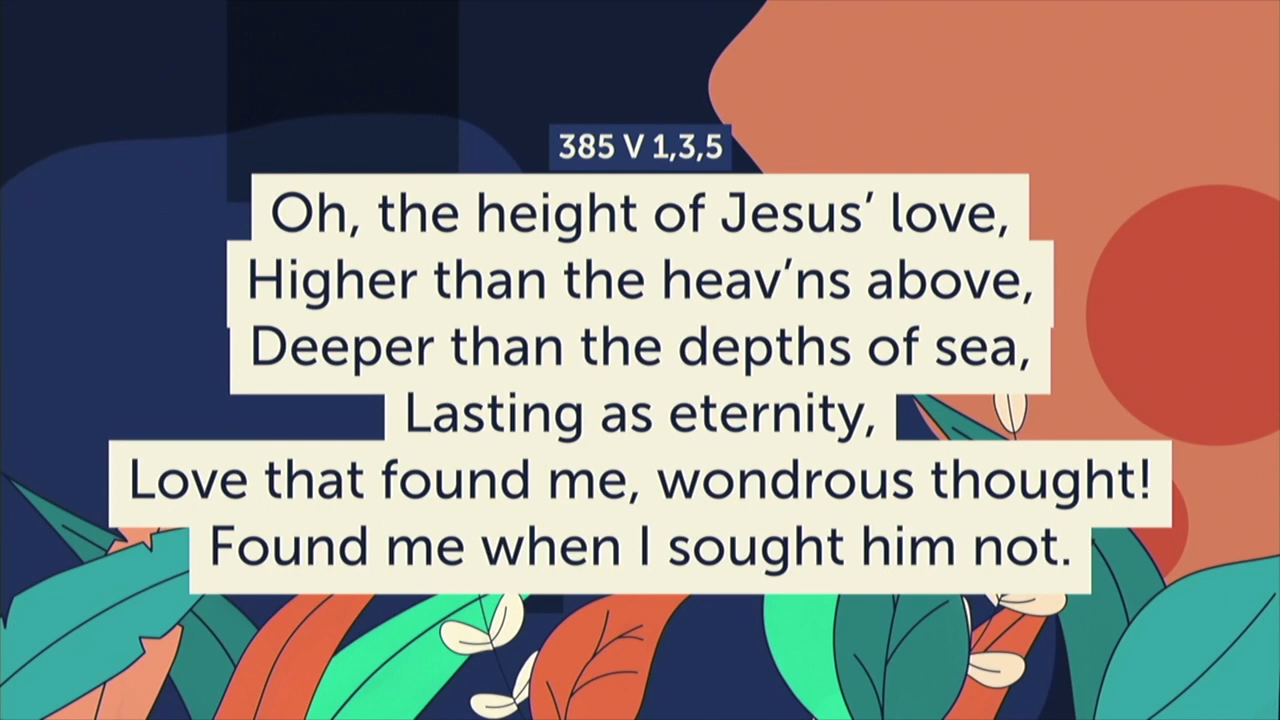 385 V 1,3,5
Oh, the height of Jesus’ love,
Higher than the heav’ns above,
Deeper than the depths of sea,
Lasting as eternity,
Love that found me, wondrous thought!
Found me when I sought him not.